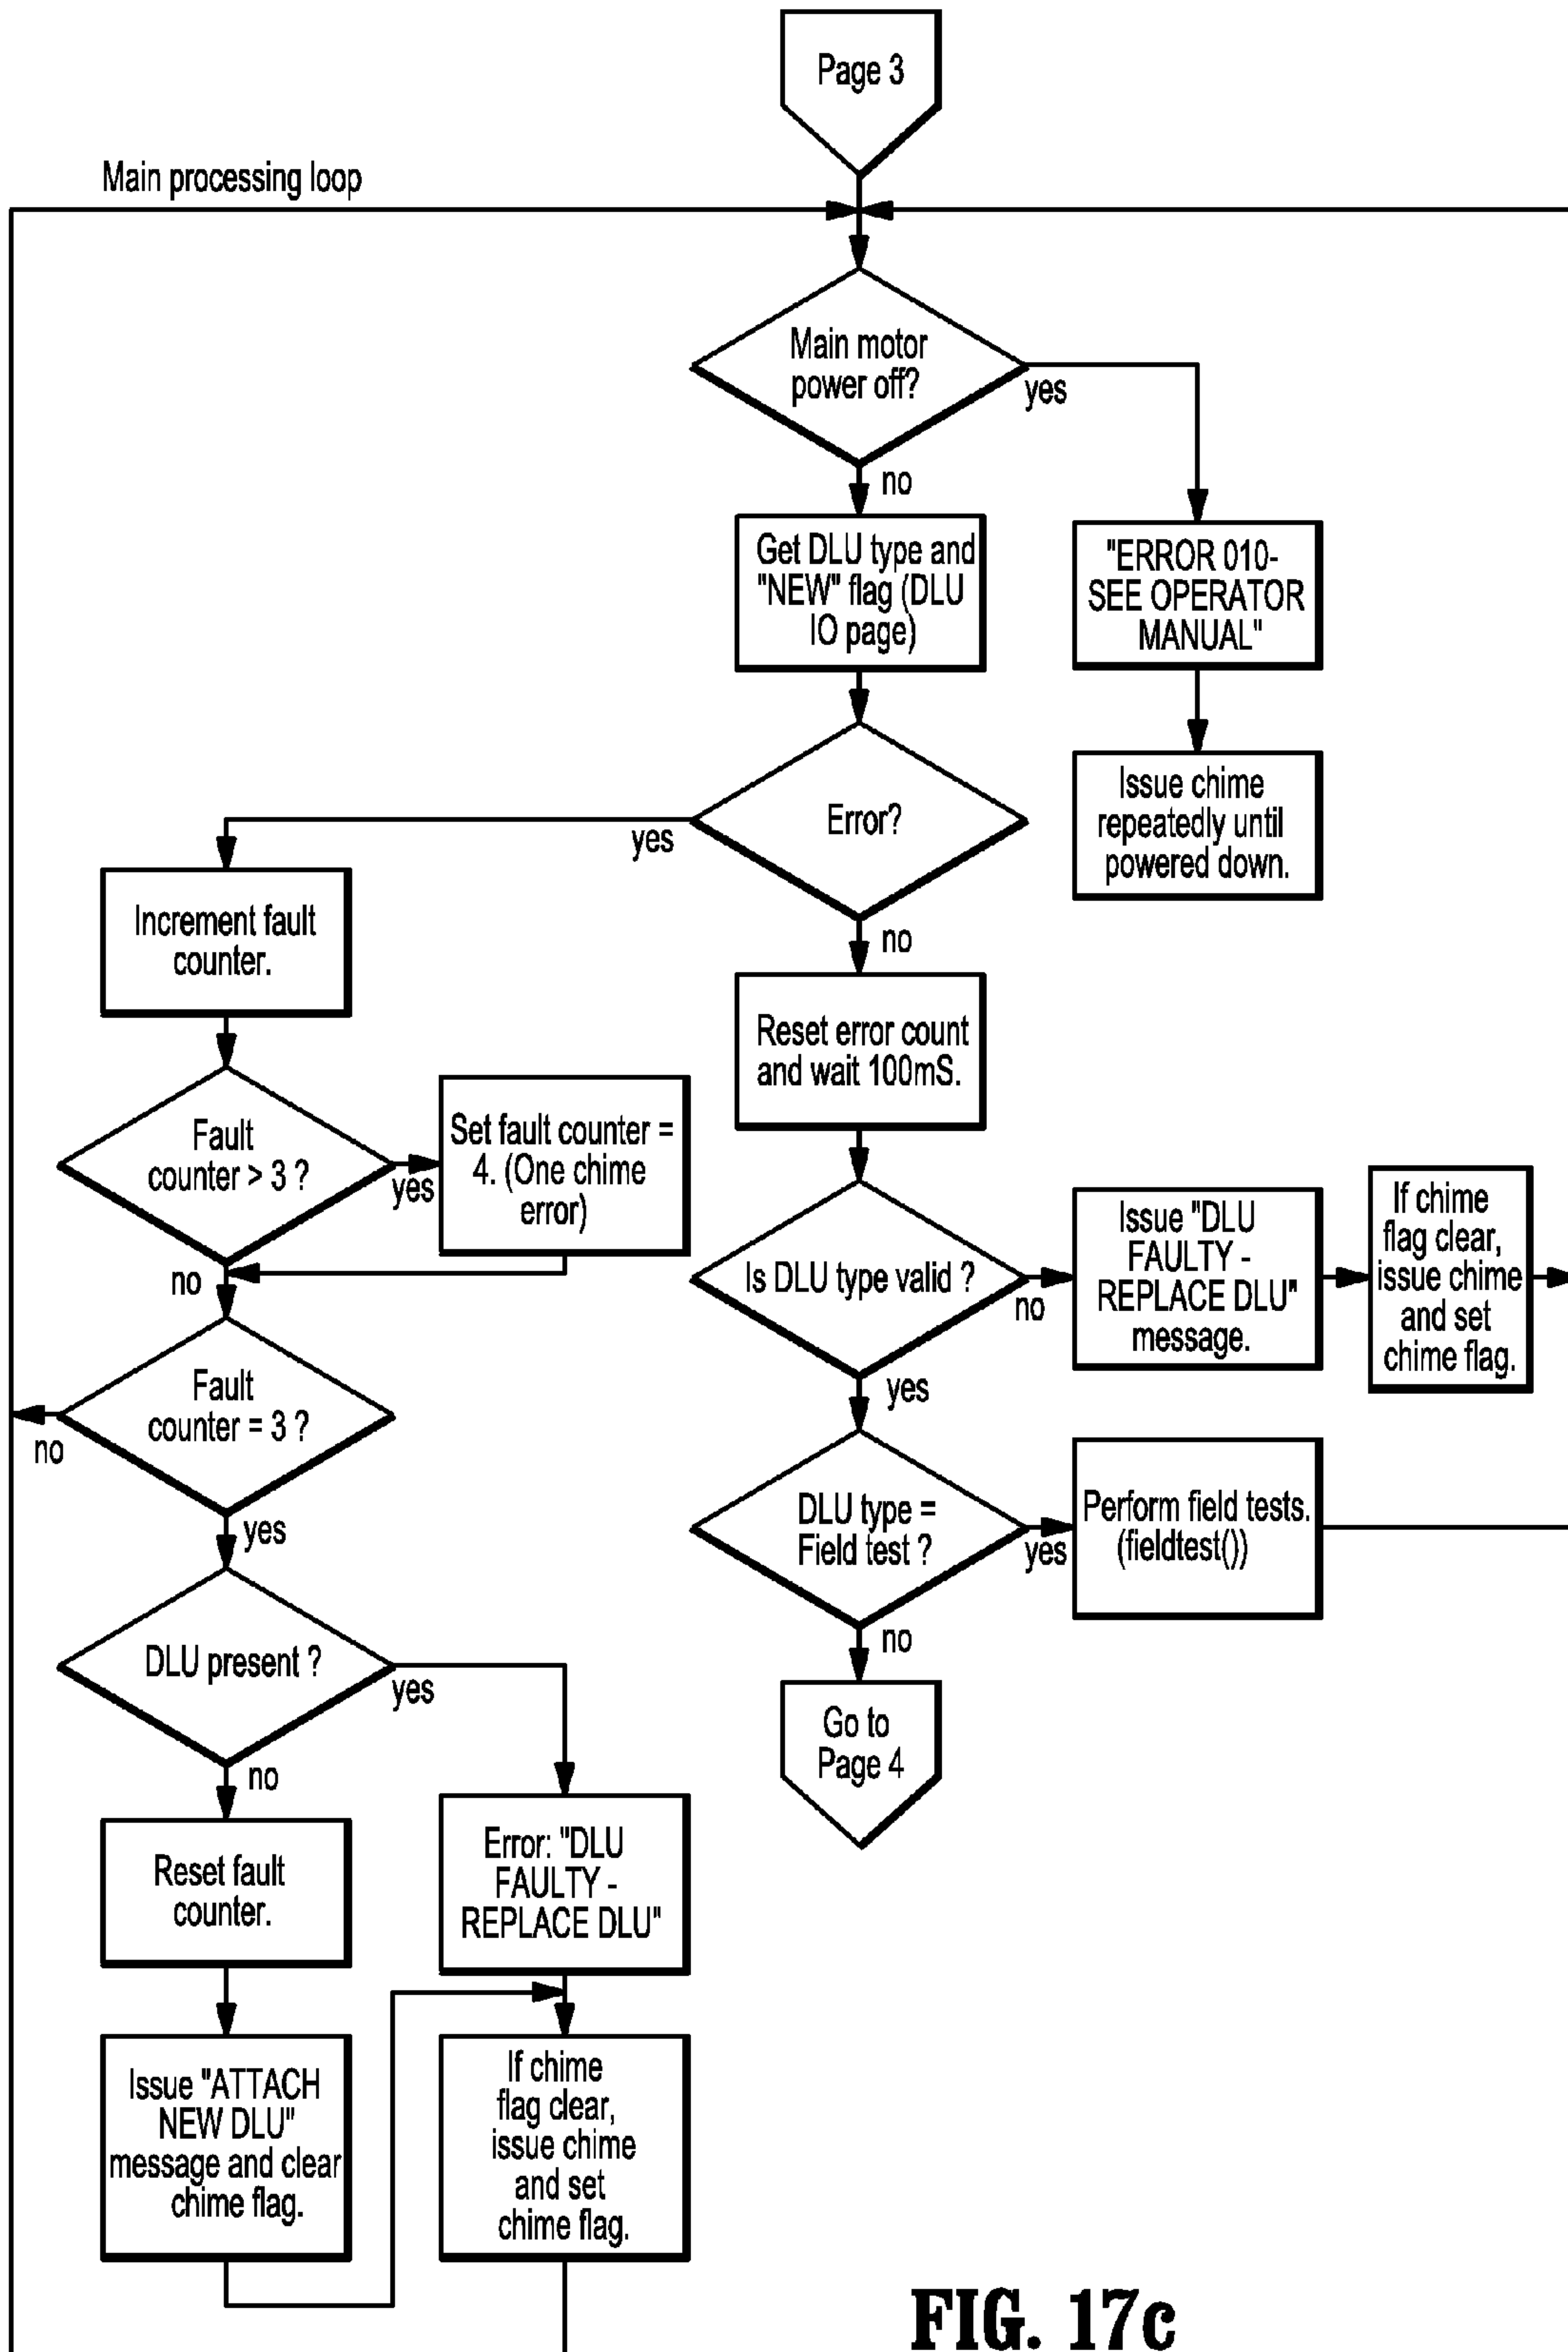 Page 3
Main processing loop
Main motor
power off?
yes
no
Get DLU type and
"NEW" flag (DLU
IO page)
"ERROR 010-
SEE OPERATOR
MANUAL"
Issue chime
repeatedly until
powered down.
Error?
yes
no
Increment fault
counter.
Reset error count
and wait 100mS.
Fault
counter > 3 ?
yes
no
Set fault counter =
4. (One chime
error)
Is DLU type valid ?
no
yes
Issue "DLU
FAULTY -
REPLACE DLU"
message.
If chime
flag clear,
issue chime
and set
chime flag.
Fault
counter = 3 ?
no
yes
DLU type =
Field test ?
yes
no
Perform field tests.
(fieldtest())
DLU present ?
yes
no
Go to
Page 4
Reset fault
counter.
Error: "DLU
FAULTY -
REPLACE DLU"
Issue "ATTACH
NEW DLU"
message and clear
chime flag.
If chime
flag clear,
issue chime
and set
chime flag.
FIG. 17c